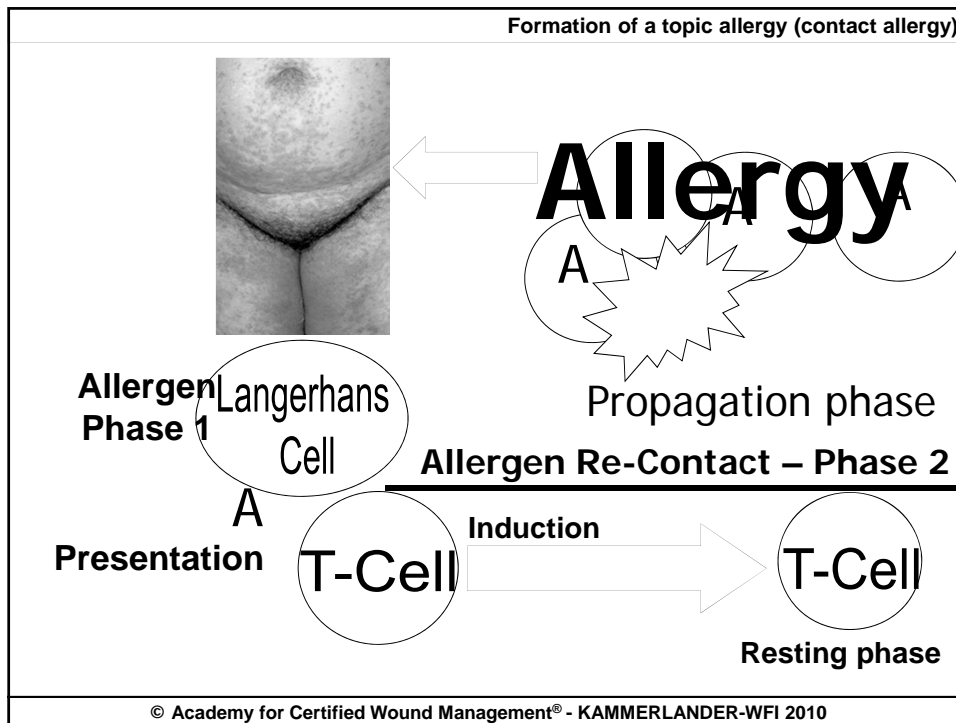 Formation of a topic allergy (contact allergy)
Allergy
A
A
A
Allergen
Phase 1
Langerhans
Cell
Propagation phase
Allergen Re-Contact – Phase 2
A
Presentation
T-Cell
Induction
T-Cell
Resting phase
© Academy for Certified Wound Management® - KAMMERLANDER-WFI 2010